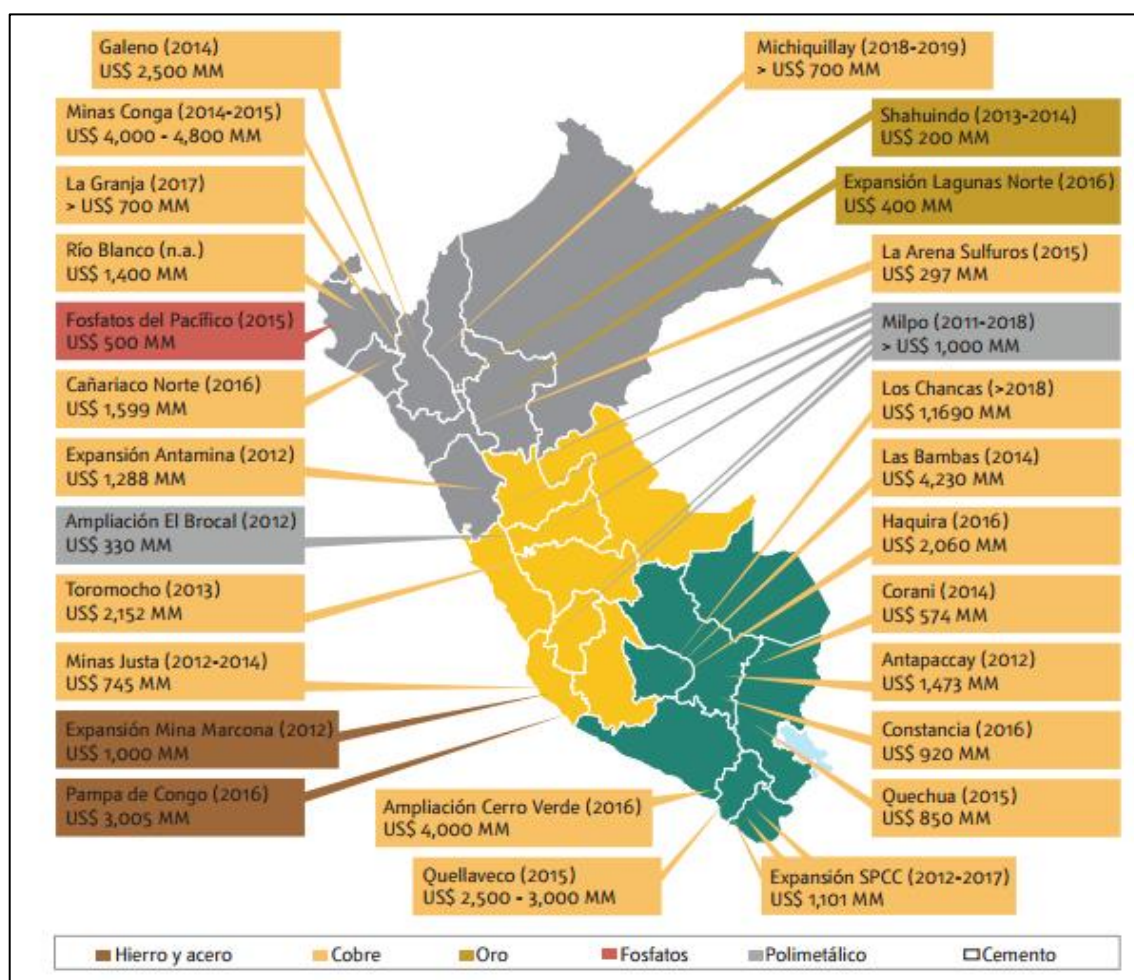 Galeno (2014)
US$ 2,500 MM
Minas Conga (2014-2015)
US$ 4,000 - 4,800 MM
La Granja (2017)
> US$ 700 MM
Río Blanco (n.a.)
US$ 1,400 MM
Fosfatos del Pacífico (2015)
US$ 500 MM
Cañariaco Norte (2016)
US$ 1,599 MM
Expansión Antamina (2012)
US$ 1,288 MM
Ampliación El Brocal (2012)
US$ 330 MM
Toromocho (2013)
US$ 2,152 MM
Minas Justa (2012-2014)
US$ 745 MM
Expansión Mina Marcona (2012)
US$ 1,000 MM
Pampa de Congo (2016)
US$ 3,005 MM
Michiquillay (2018-2019)
> US$ 700 MM
Shahuindo (2013-2014)
US$ 200 MM
Expansión Lagunas Norte (2016)
US$ 400 MM
La Arena Sulfuros (2015)
US$ 297 MM
Milpo (2011-2018)
> US$ 1,000 MM
Los Chancas (>2018)
US$ 1,1690 MM
Las Bambas (2014)
US$ 4,230 MM
Haquira (2016)
US$ 2,060 MM
Corani (2014)
US$ 574 MM
Antapaccay (2012)
US$ 1,473 MM
Constancia (2016)
US$ 920 MM
Quechua (2015)
US$ 850 MM
Ampliación Cerro Verde (2016)
US$ 4,000 MM
Quellaveco (2015)
US$ 2,500 - 3,000 MM
Expansión SPCC (2012-2017)
US$ 1,101 MM
Hierro y acero
Cobre
Oro
Fosfatos
Polimetálico
Cemento